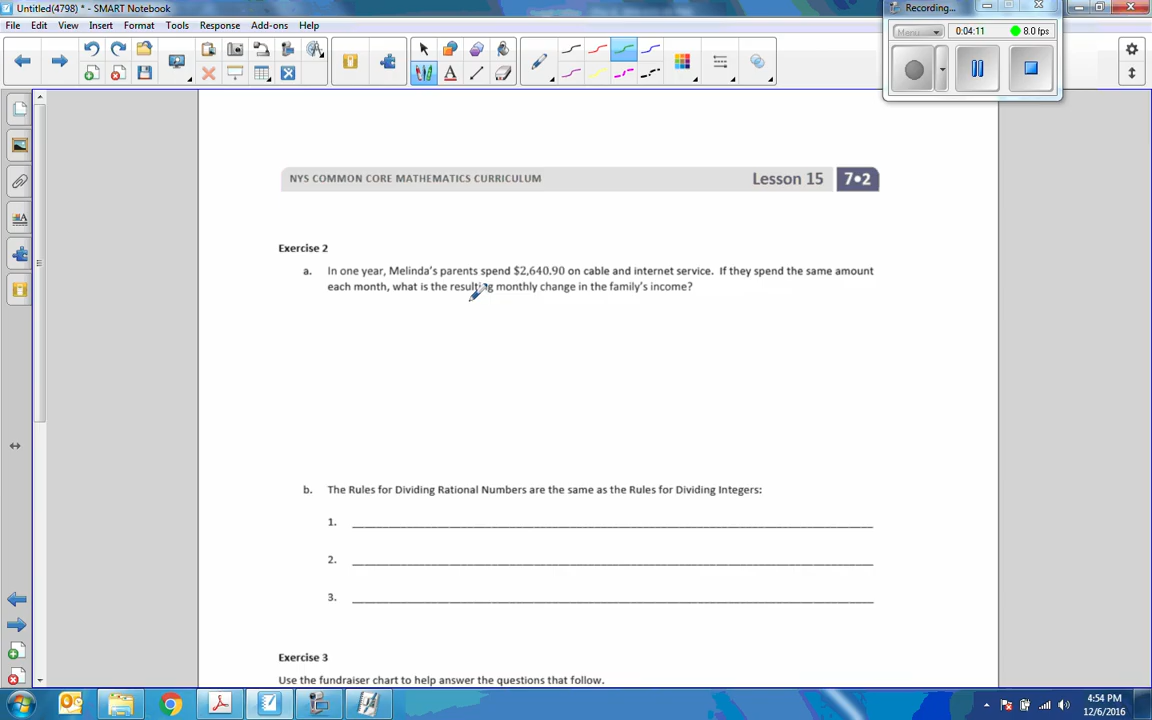 Untitled(4798) * - SMART Notebook
Recording...
File Edit View Insert Format Tools Response Add-ons Help
Menu 0:04:11 8.0 fps
NYS COMMON CORE MATHEMATICS CURRICULUM Lesson 15 7•2
Exercise 2
a. In one year, Melinda's parents spend $2,640.90 on cable and internet service. If they spend the same amount
each month, what is the resulting monthly change in the family's income?
b. The Rules for Dividing Rational Numbers are the same as the Rules for Dividing Integers:
1. 
2. 
3. 
Exercise 3
Use the fundraiser chart to help answer the questions that follow.
4:54 PM
12/6/2016